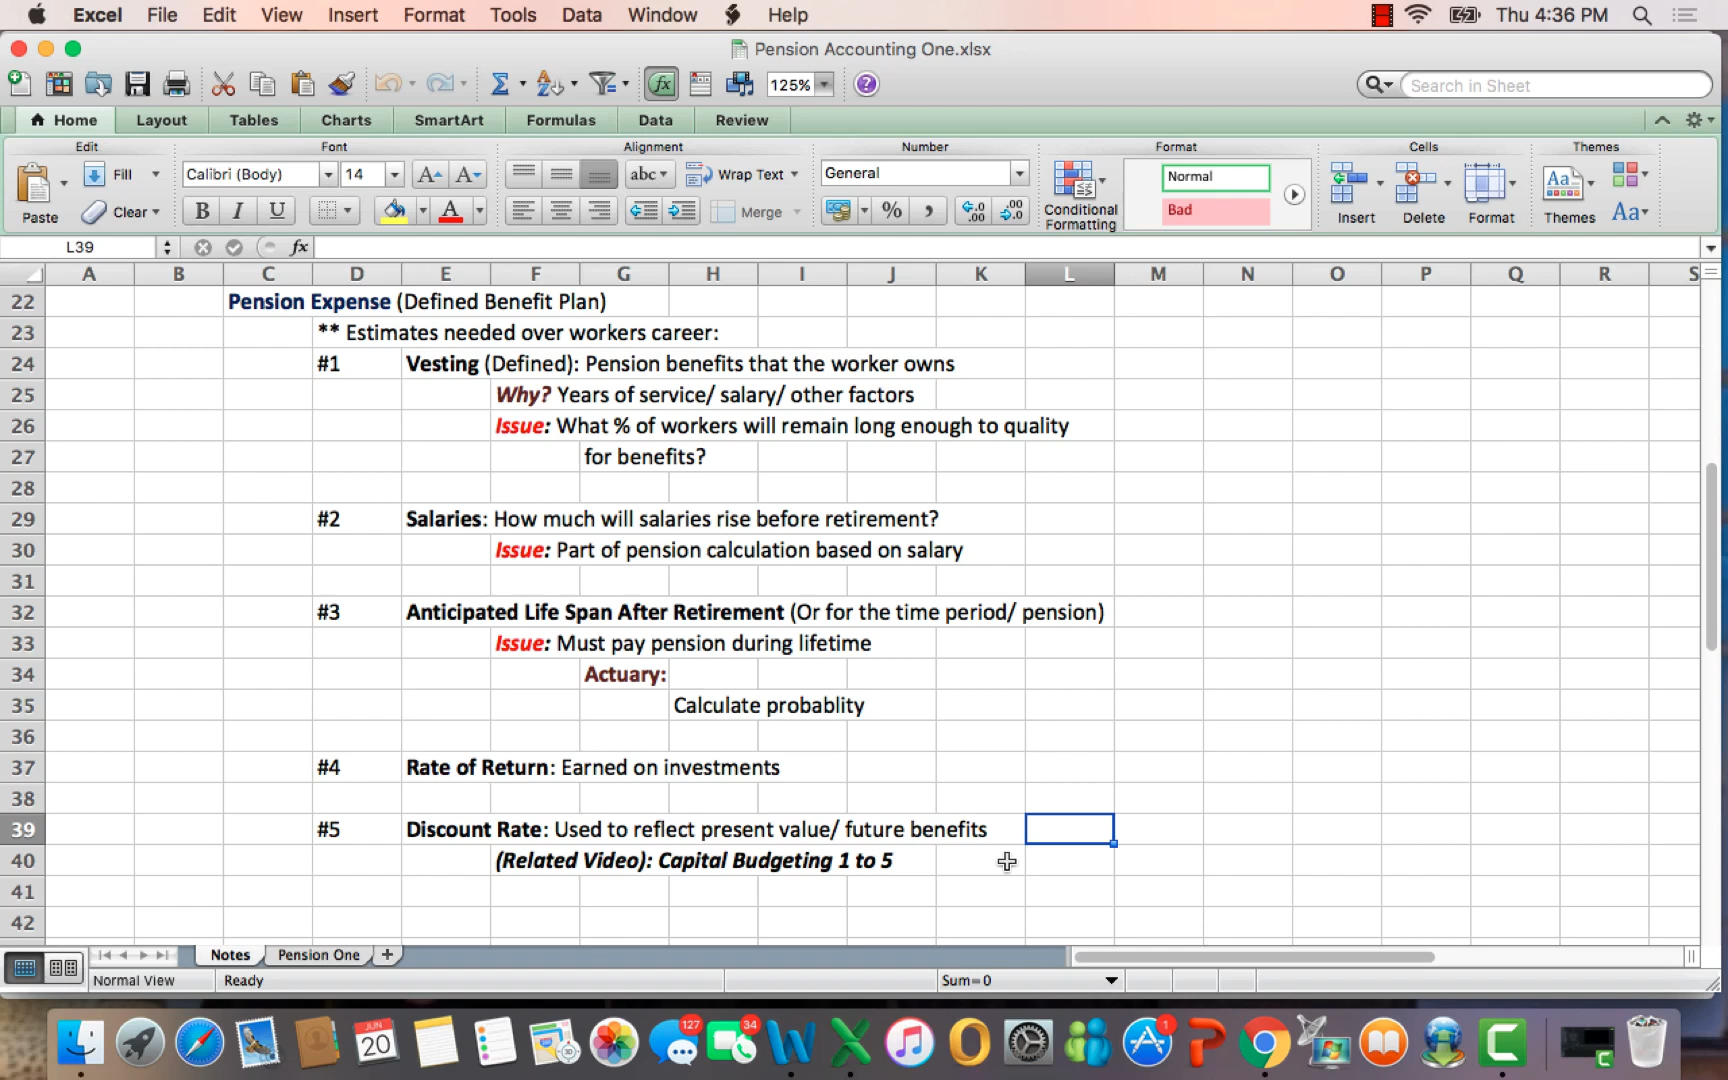 Excel File Edit View Insert Format Tools Data Window Help Thu 4:36 PM
Pension Accounting One.xlsx
125% Search in Sheet
Home Layout Tables Charts SmartArt Formulas Data Review
Edit Font Alignment Number Format Cells Themes
Fill Calibri (Body) 14 abc Wrap Text General Normal
Paste Clear B I U A Merge % Conditional Formatting Bad Insert Delete Format Themes
L39 fx
A B C D E F G H I J K L M N O P Q R S
22 Pension Expense (Defined Benefit Plan)
23 ** Estimates needed over workers career:
24 #1 Vesting (Defined): Pension benefits that the worker owns
25 Why? Years of service/ salary/ other factors
26 Issue: What % of workers will remain long enough to quality
27 for benefits?
28
29 #2 Salaries: How much will salaries rise before retirement?
30 Issue: Part of pension calculation based on salary
31
32 #3 Anticipated Life Span After Retirement (Or for the time period/ pension)
33 Issue: Must pay pension during lifetime
34 Actuary:
35 Calculate probablity
36
37 #4 Rate of Return: Earned on investments
38
39 #5 Discount Rate: Used to reflect present value/ future benefits
40 (Related Video): Capital Budgeting 1 to 5
41
42
Notes Pension One
Normal View Ready Sum=0
JUN 20 127 34 1